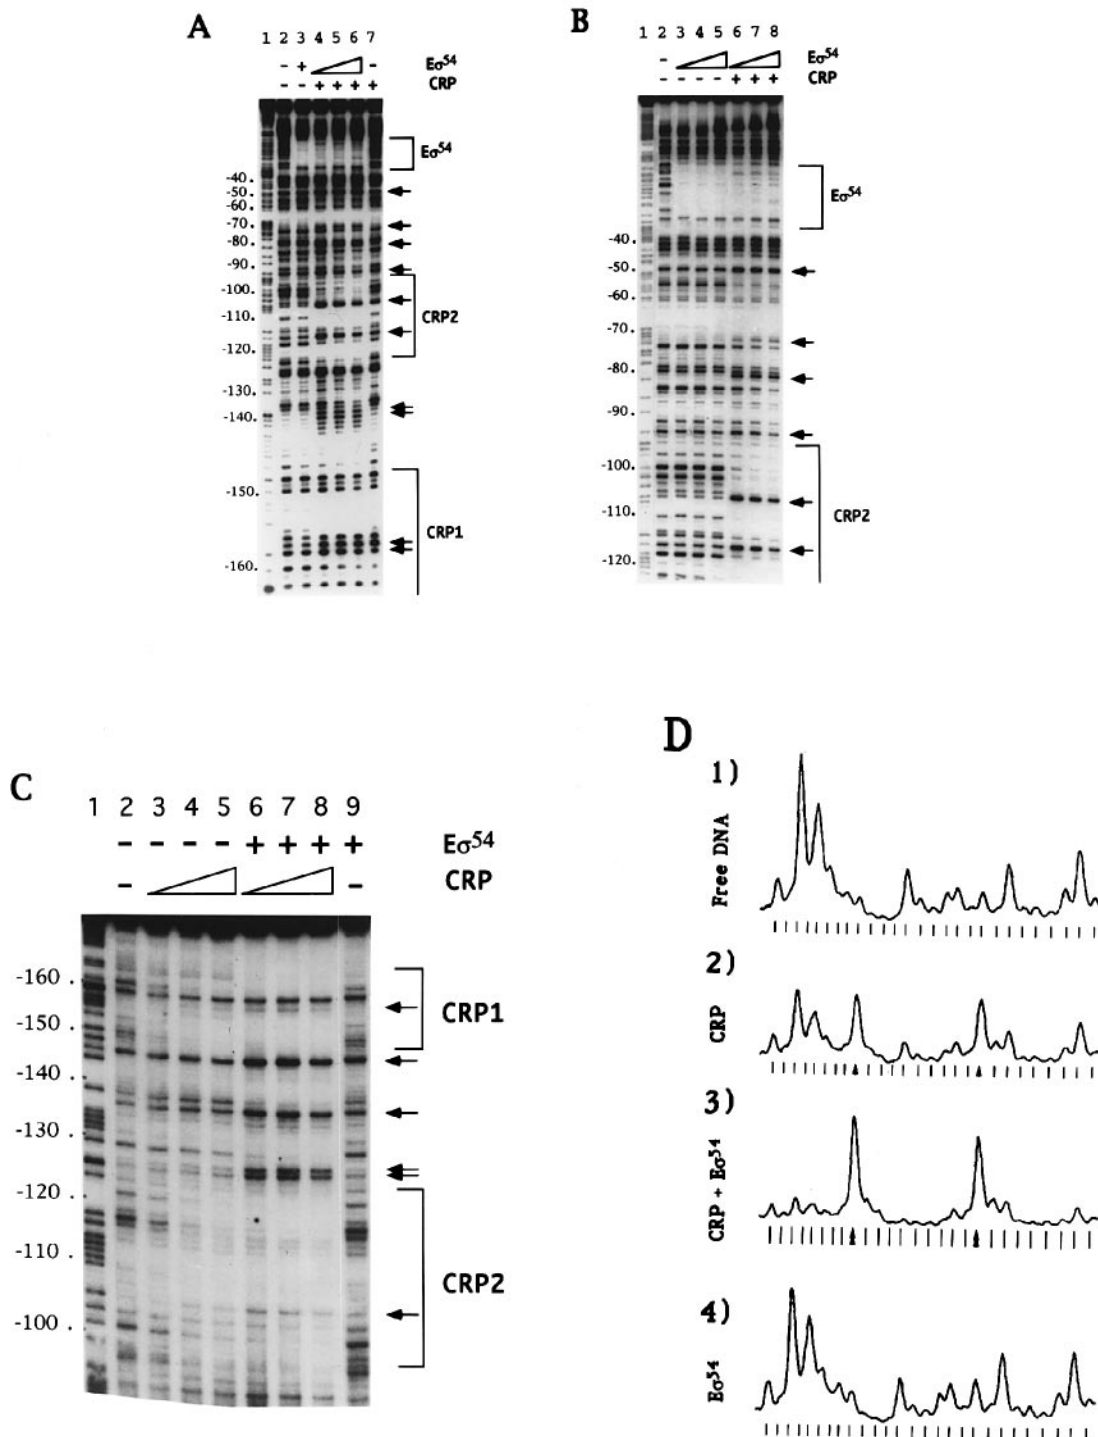 A
1 2 3 4 5 6 7
- + - Eσ54
- - + + + + CRP
Eσ54
-40.
-50.
-60.
-70.
-80.
-90.
-100.
-110.
-120.
-130.
-140.
-150.
-160.
CRP2
CRP1
B
1 2 3 4 5 6 7 8
- Eσ54
- - - - + + + CRP
Eσ54
-40.
-50.
-60.
-70.
-80.
-90.
-100.
-110.
-120.
CRP2
C
1 2 3 4 5 6 7 8 9
- - - - + + + + Eσ54
- - CRP
-160 .
-150 .
-140 .
-130 .
-120 .
-110 .
-100 .
CRP1
CRP2
D
1)
Free DNA
2)
CRP
3)
CRP + Eσ54
4)
Eσ54